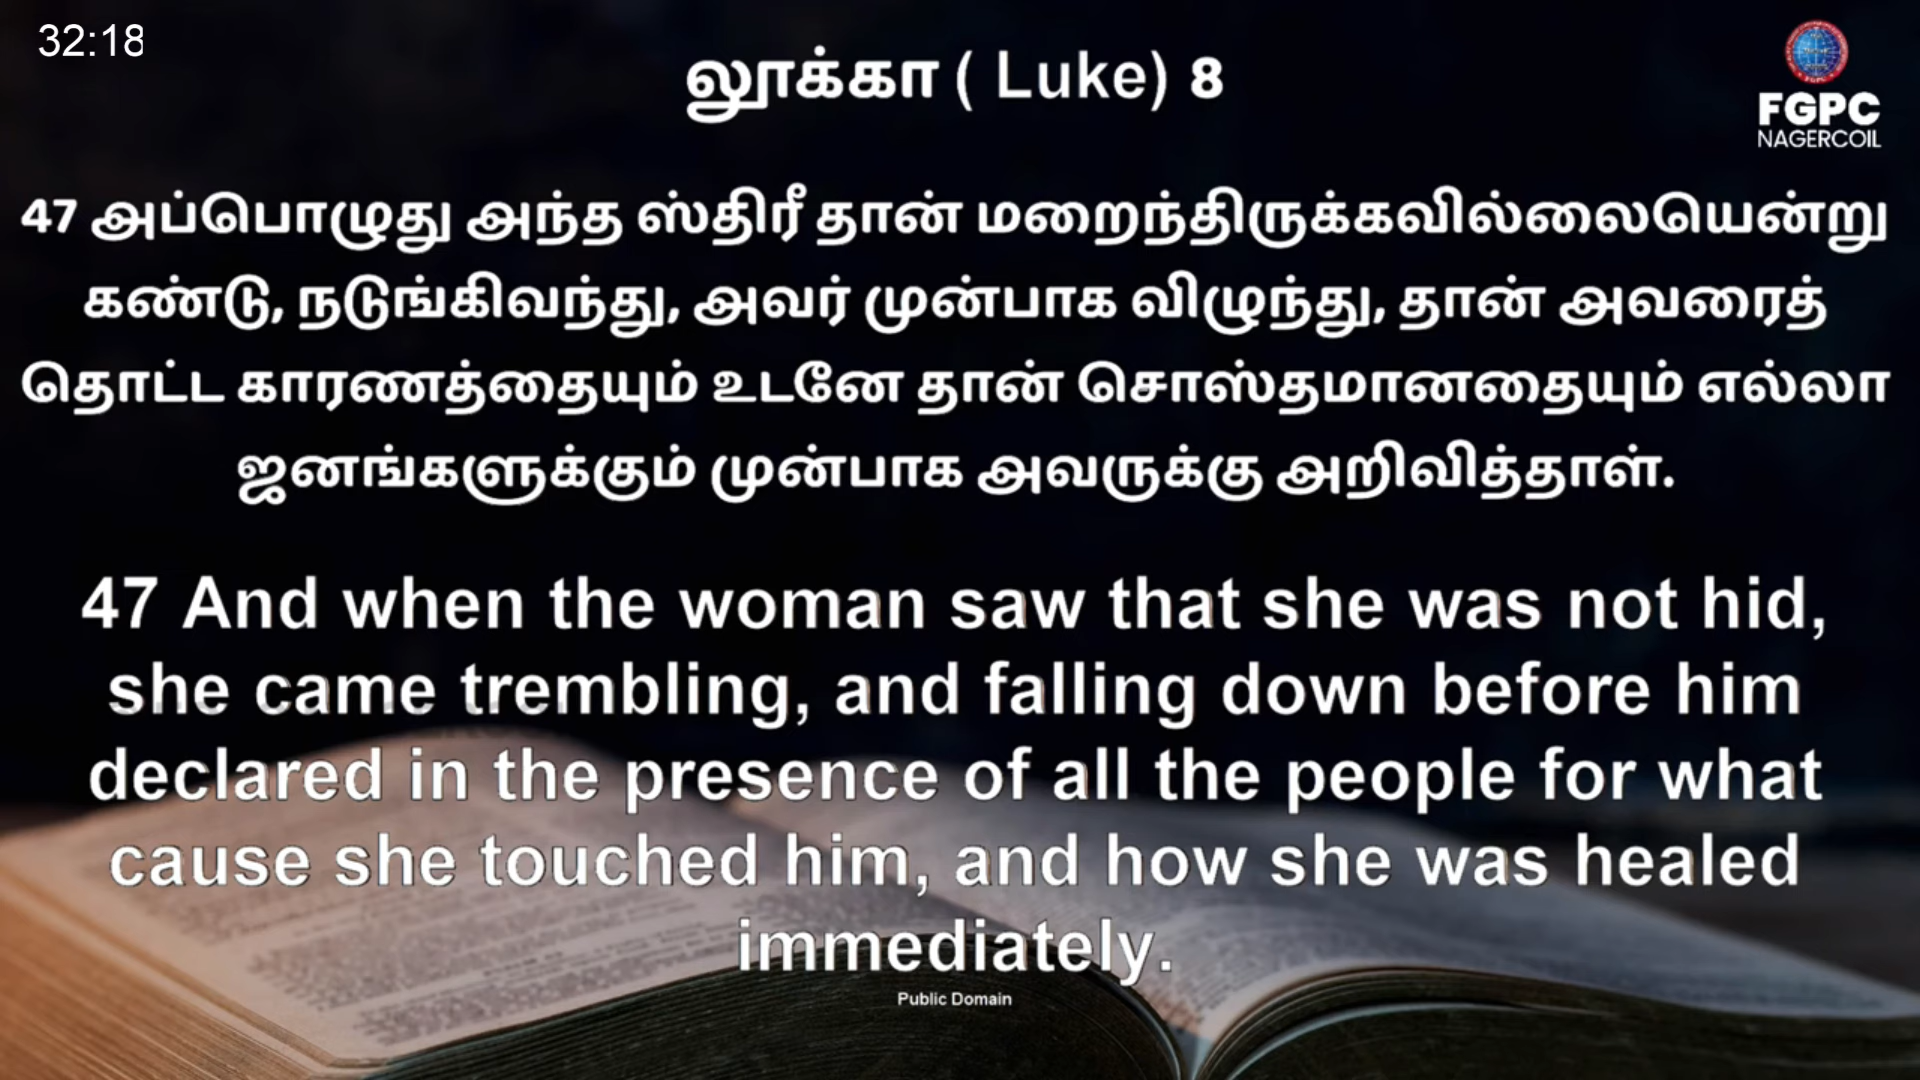 32:18
லூக்கா ( Luke) 8
FGPC
NAGERCOIL
47 அப்பொழுது அந்த ஸ்திரீ தான் மறைந்திருக்கவில்லையென்று
கண்டு, நடுங்கிவந்து, அவர் முன்பாக விழுந்து, தான் அவரைத்
தொட்ட காரணத்தையும் உடனே தான் சொஸ்தமானதையும் எல்லா
ஜனங்களுக்கும் முன்பாக அவருக்கு அறிவித்தாள்.
47 And when the woman saw that she was not hid,
she came trembling, and falling down before him
declared in the presence of all the people for what
cause she touched him, and how she was healed
immediately.
Public Domain